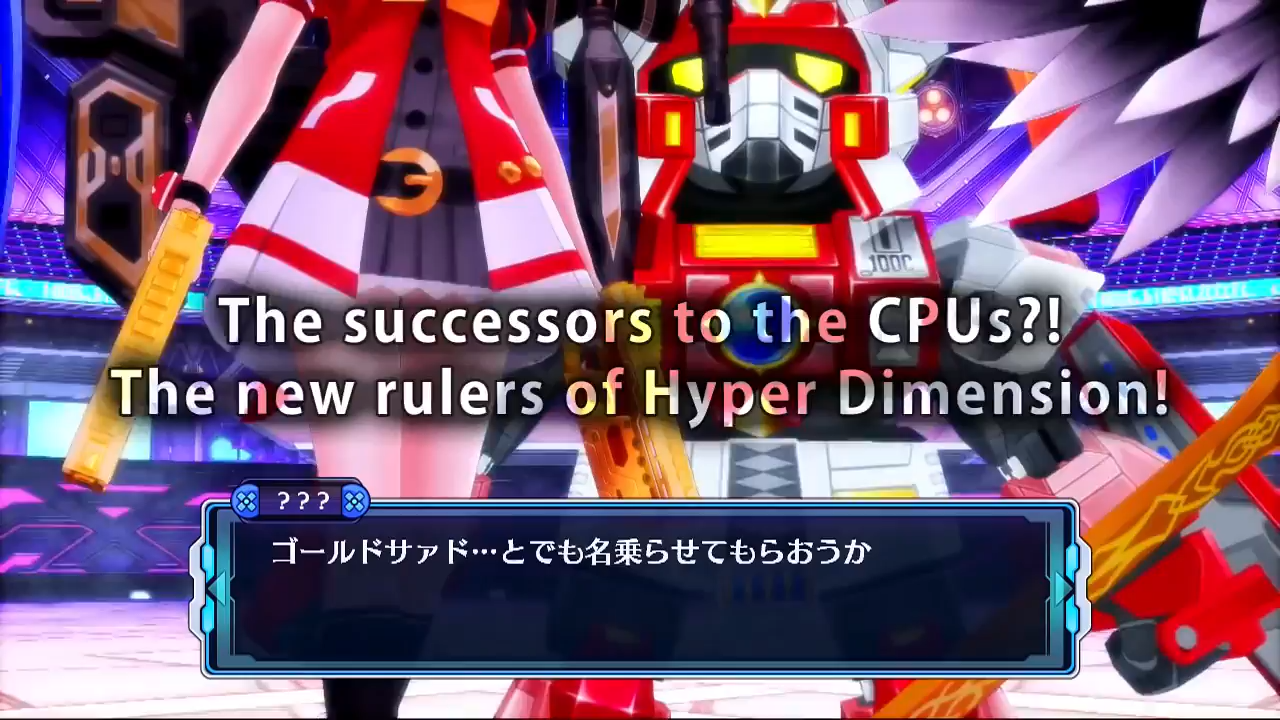 100C
The successors to the CPUs?!
The new rulers of Hyper Dimension!
???
ゴールドサァド…とでも名乗らせてもらおうか